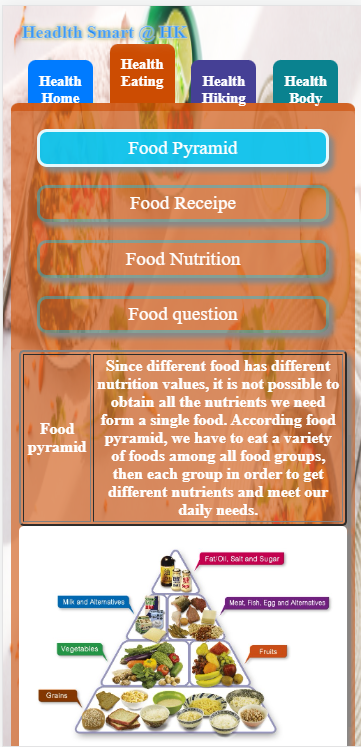 Headlth Smart @ HK
Health
Home
Health
Eating
Health
Hiking
Health
Body
Food Pyramid
Food Receipe
Food Nutrition
Food question
Food
pyramid
Since different food has different
nutrition values, it is not possible to
obtain all the nutrients we need
form a single food. According food
pyramid, we have to eat a variety
of foods among all food groups,
then each group in order to get
different nutrients and meet our
daily needs.
Fat/Oil, Salt and Sugar
Milk and Alternatives
Meat, Fish, Egg and Alternatives
Vegetables
Fruits
Grains